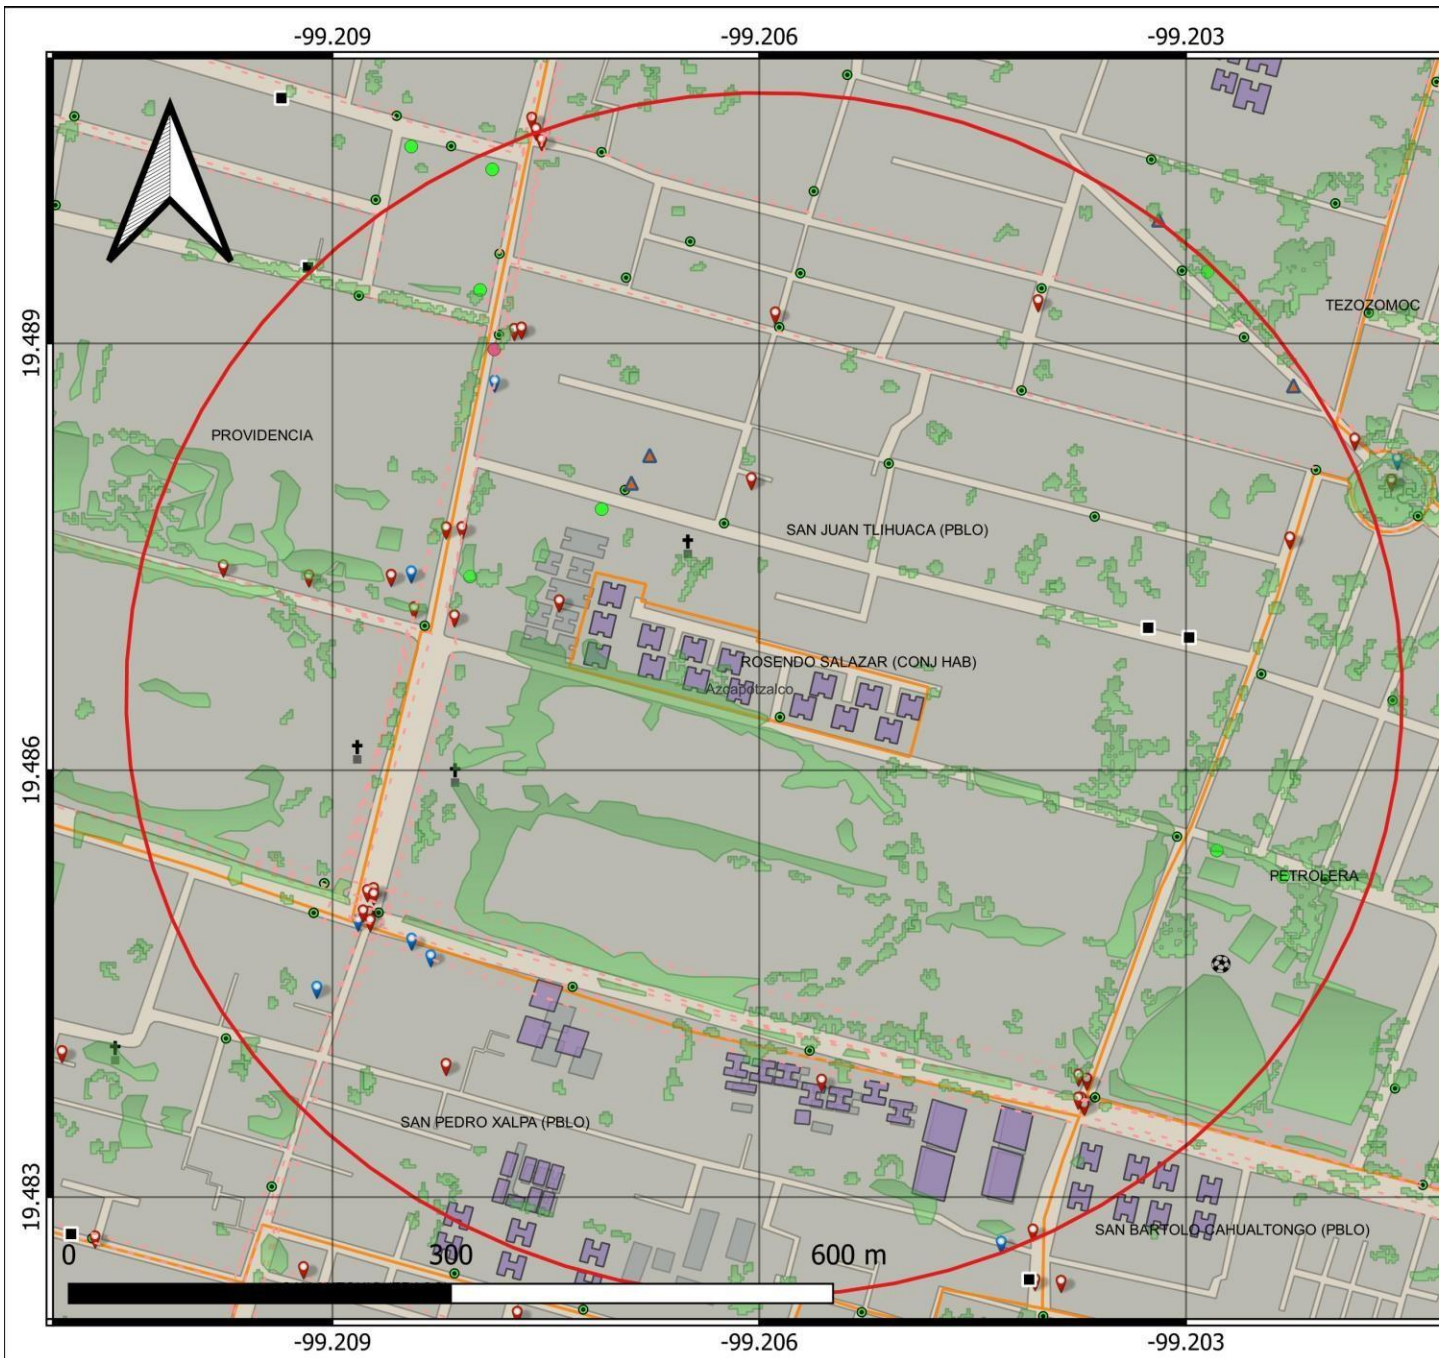 -99.209 -99.206 -99.203
TEZOZOMOC
19.489
PROVIDENCIA
SAN JUAN TLIHUACA (PBLO)
ROSENDO SALAZAR (CONJ HAB)
Azcapotzalco
19.486
PETROLERA
SAN PEDRO XALPA (PBLO)
19.483
SAN BARTOLO CAHUALTONGO (PBLO)
0 300 600 m
-99.209 -99.206 -99.203